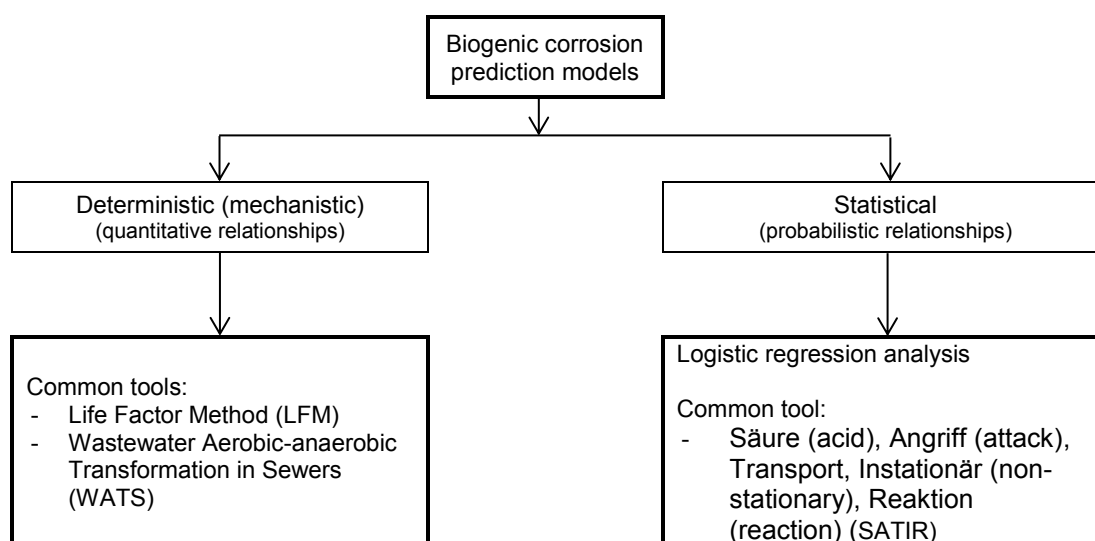 Biogenic corrosion
prediction models
Deterministic (mechanistic)
(quantitative relationships)
Statistical
(probabilistic relationships)
Common tools:
- Life Factor Method (LFM)
- Wastewater Aerobic-anaerobic
Transformation in Sewers
(WATS)
Logistic regression analysis
Common tool:
- Säure (acid), Angriff (attack),
Transport, Instationär (non-
stationary), Reaktion
(reaction) (SATIR)